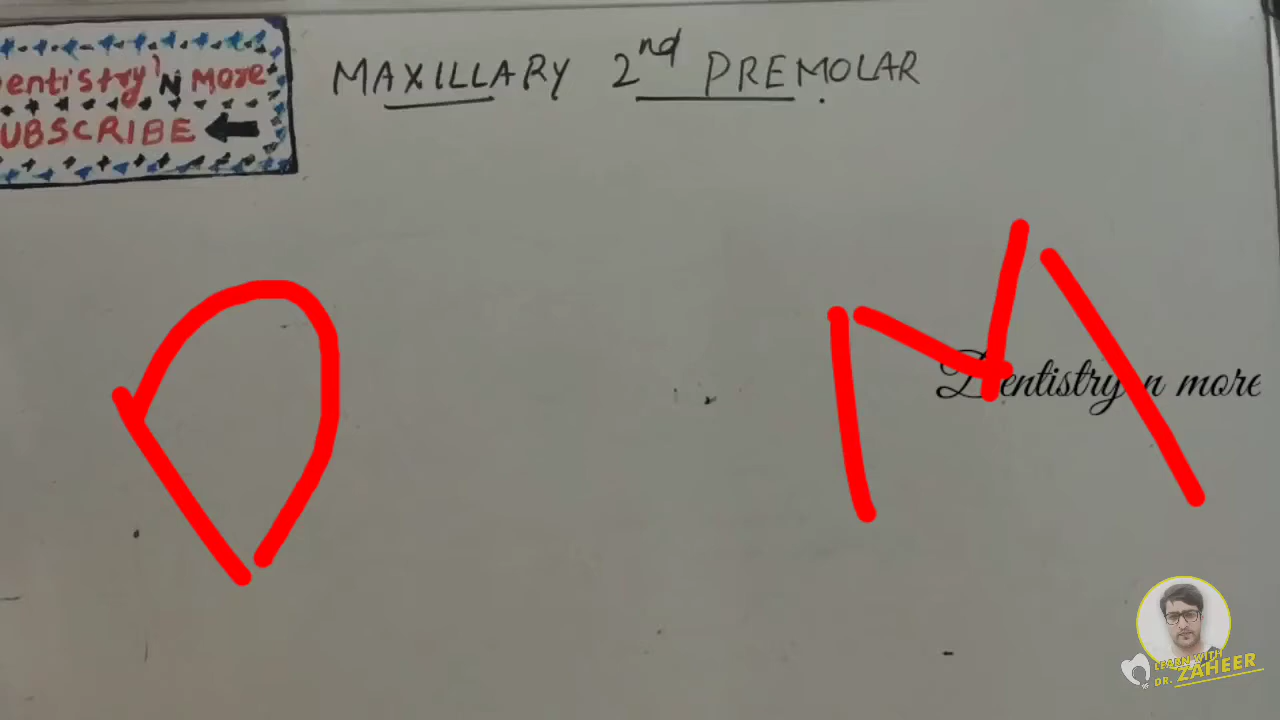 MAXILLARY 2nd PREMOLAR
entistry'N more
UBSCRIBE
D
M
Dentistry n more
LEARN WITH
DR. ZAHEER